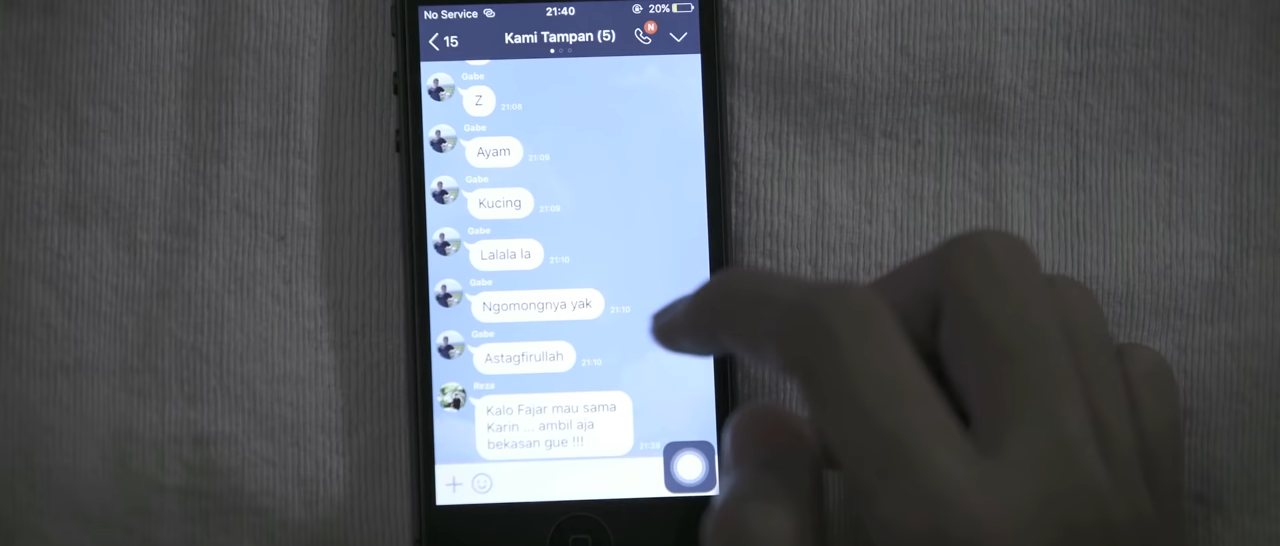 No Service 21:40 20%
15 Kami Tampan (5) N
Gabe
Z 21:09
Gabe
Ayam 21:09
Gabe
Kucing 21:09
Gabe
Lalala la 21:10
Gabe
Ngomongnya yak 21:10
Gabe
Astagfirullah 21:10
Reza
Kalo Fajar mau sama
Karin ... ambil aja
bekasan gue !!! 21:39